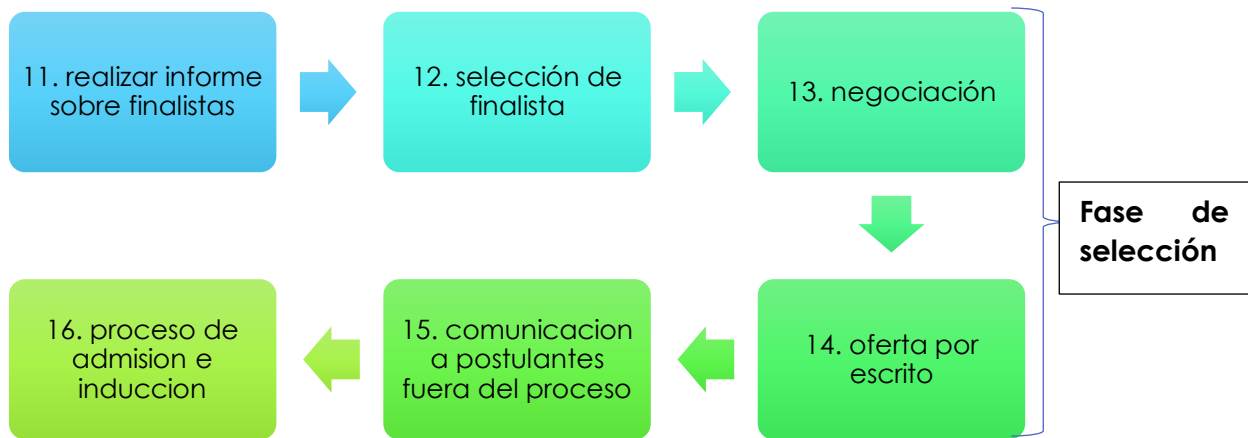 11. realizar informe
sobre finalistas
12. selección de
finalista
13. negociación
Fase de
selección
14. oferta por
escrito
15. comunicacion
a postulantes
fuera del proceso
16. proceso de
admision e
induccion